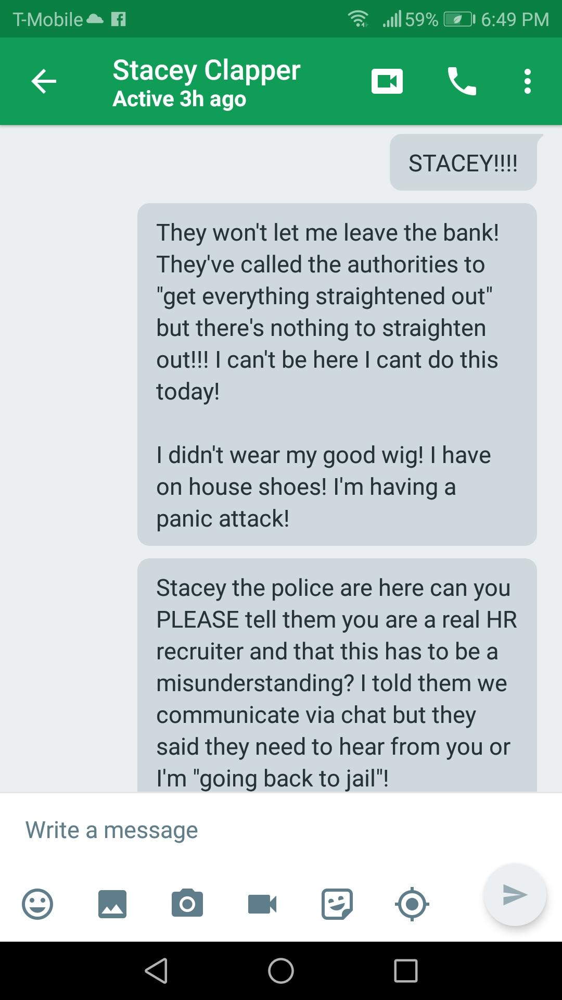 T-Mobile 59% 6:49 PM
Stacey Clapper
Active 3h ago
STACEY!!!!
They won't let me leave the bank!
They've called the authorities to
"get everything straightened out"
but there's nothing to straighten
out!!! I can't be here I cant do this
today!
I didn't wear my good wig! I have
on house shoes! I'm having a
panic attack!
Stacey the police are here can you
PLEASE tell them you are a real HR
recruiter and that this has to be a
misunderstanding? I told them we
communicate via chat but they
said they need to hear from you or
I'm "going back to jail"!
Write a message